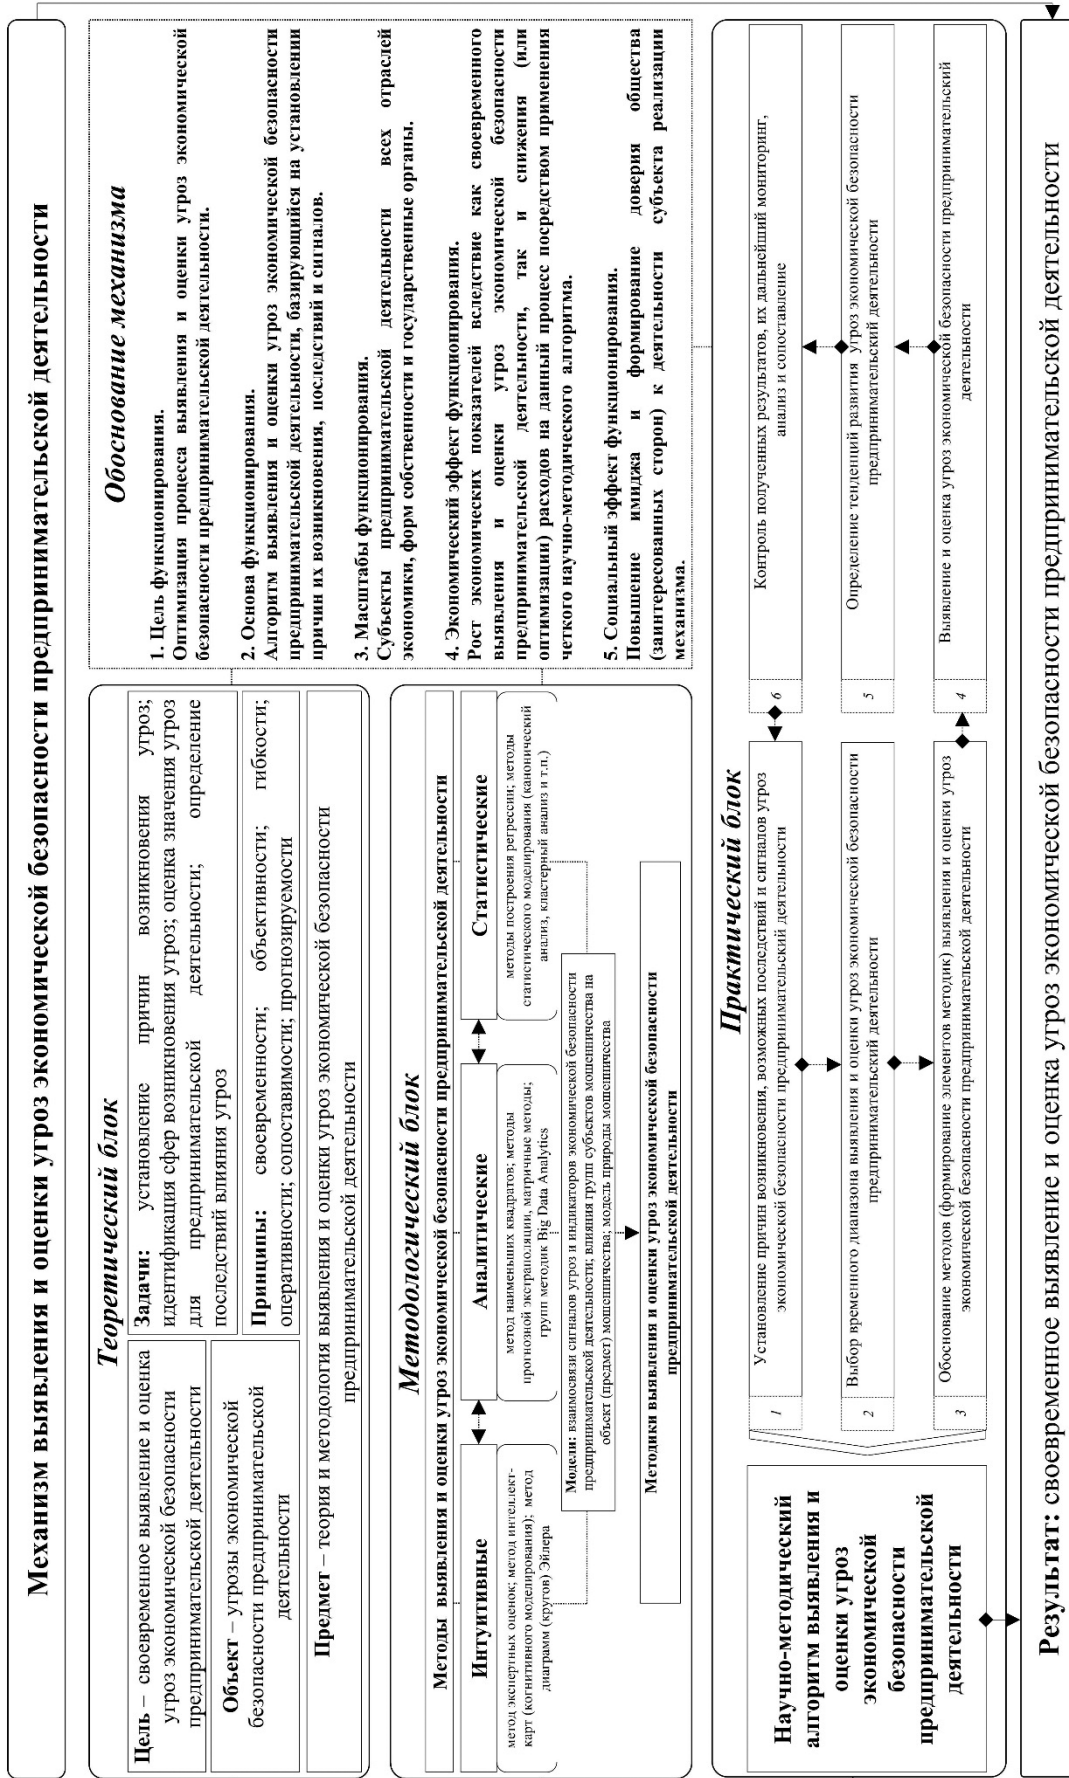 Механизм выявления и оценки угроз экономической безопасности предпринимательской деятельности
Теоретический блок
Цель – своевременное выявление и оценка
угроз экономической безопасности
предпринимательской деятельности
Объект – угрозы экономической
безопасности предпринимательской
деятельности
Задачи: установление причин возникновения угроз;
идентификация сфер возникновения угроз; оценка значения угроз
для предпринимательской деятельности; определение
последствий влияния угроз
Принципы: своевременности; объективности; гибкости;
оперативности; сопоставимости; прогнозируемости
Предмет – теория и методология выявления и оценки угроз экономической безопасности
предпринимательской деятельности
Обоснование механизма
1. Цель функционирования.
Оптимизация процесса выявления и оценки угроз экономической
безопасности предпринимательской деятельности.
2. Основа функционирования.
Алгоритм выявления и оценки угроз экономической безопасности
предпринимательской деятельности, базирующийся на установлении
причин их возникновения, последствий и сигналов.
3. Масштабы функционирования.
Субъекты предпринимательской деятельности всех отраслей
экономики, форм собственности и государственные органы.
4. Экономический эффект функционирования.
Рост экономических показателей вследствие как своевременного
выявления и оценки угроз экономической безопасности
предпринимательской деятельности, так и снижения (или
оптимизации) расходов на данный процесс посредством применения
четкого научно-методического алгоритма.
5. Социальный эффект функционирования.
Повышение имиджа и формирование доверия общества
(заинтересованных сторон) к деятельности субъекта реализации
механизма.
Методологический блок
Методы выявления и оценки угроз экономической безопасности предпринимательской деятельности
Интуитивные
метод экспертных оценок; метод интеллект-
карт (когнитивного моделирования); метод
диаграмм (кругов) Эйлера
Аналитические
метод наименьших квадратов; методы
прогнозной экстраполяции, матричные методы;
групп методик Big Data Analytics
Статистические
методы построения регрессии; методы
статистического моделирования (канонический
анализ, кластерный анализ и т.п.)
Модели: взаимосвязи сигналов угроз и индикаторов экономической безопасности
предпринимательской деятельности; влияния групп субъектов мошенничества на
объект (предмет) мошенничества; модель природы мошенничества
Методики выявления и оценки угроз экономической безопасности
предпринимательской деятельности
Практический блок
Научно-методический
алгоритм выявления и
оценки угроз
экономической
безопасности
предпринимательской
деятельности
1
Установление причин возникновения, возможных последствий и сигналов угроз
экономической безопасности предпринимательский деятельности
2
Выбор временного диапазона выявления и оценки угроз экономической безопасности
предпринимательский деятельности
3
Обоснование методов (формирование элементов методик) выявления и оценки угроз
экономической безопасности предпринимательской деятельности
6
Контроль полученных результатов, их дальнейший мониторинг,
анализ и сопоставление
5
Определение тенденций развития угроз экономической безопасности
предпринимательский деятельности
4
Выявление и оценка угроз экономической безопасности предпринимательский
деятельности
Результат: своевременное выявление и оценка угроз экономической безопасности предпринимательской деятельности